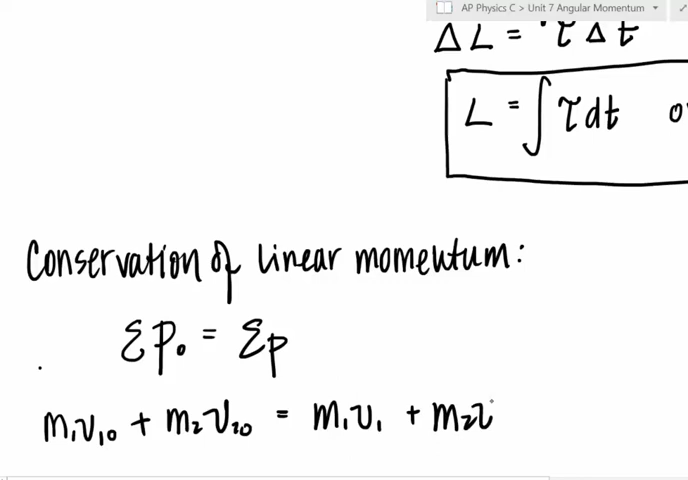 AP Physics C > Unit 7 Angular Momentum
ΔL = τΔt
L = ∫τdt o
Conservation of linear momentum:
Σp₀ = Σp
m₁v₁₀ + m₂v₂₀ = m₁v₁ + m₂v